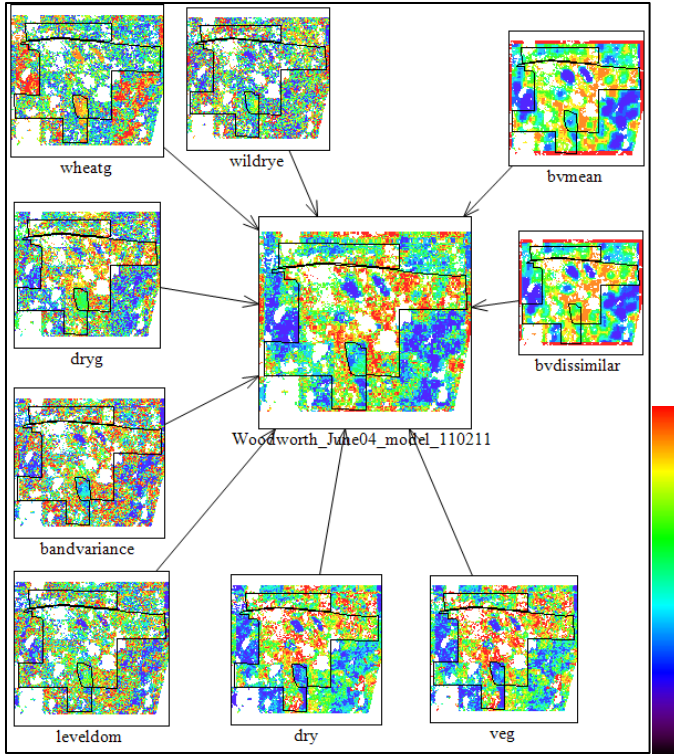 wheatg
wildrye
bvmean
dryg
bvdissimilar
Woodworth_June04_model_110211
bandvariance
leveldom
dry
veg